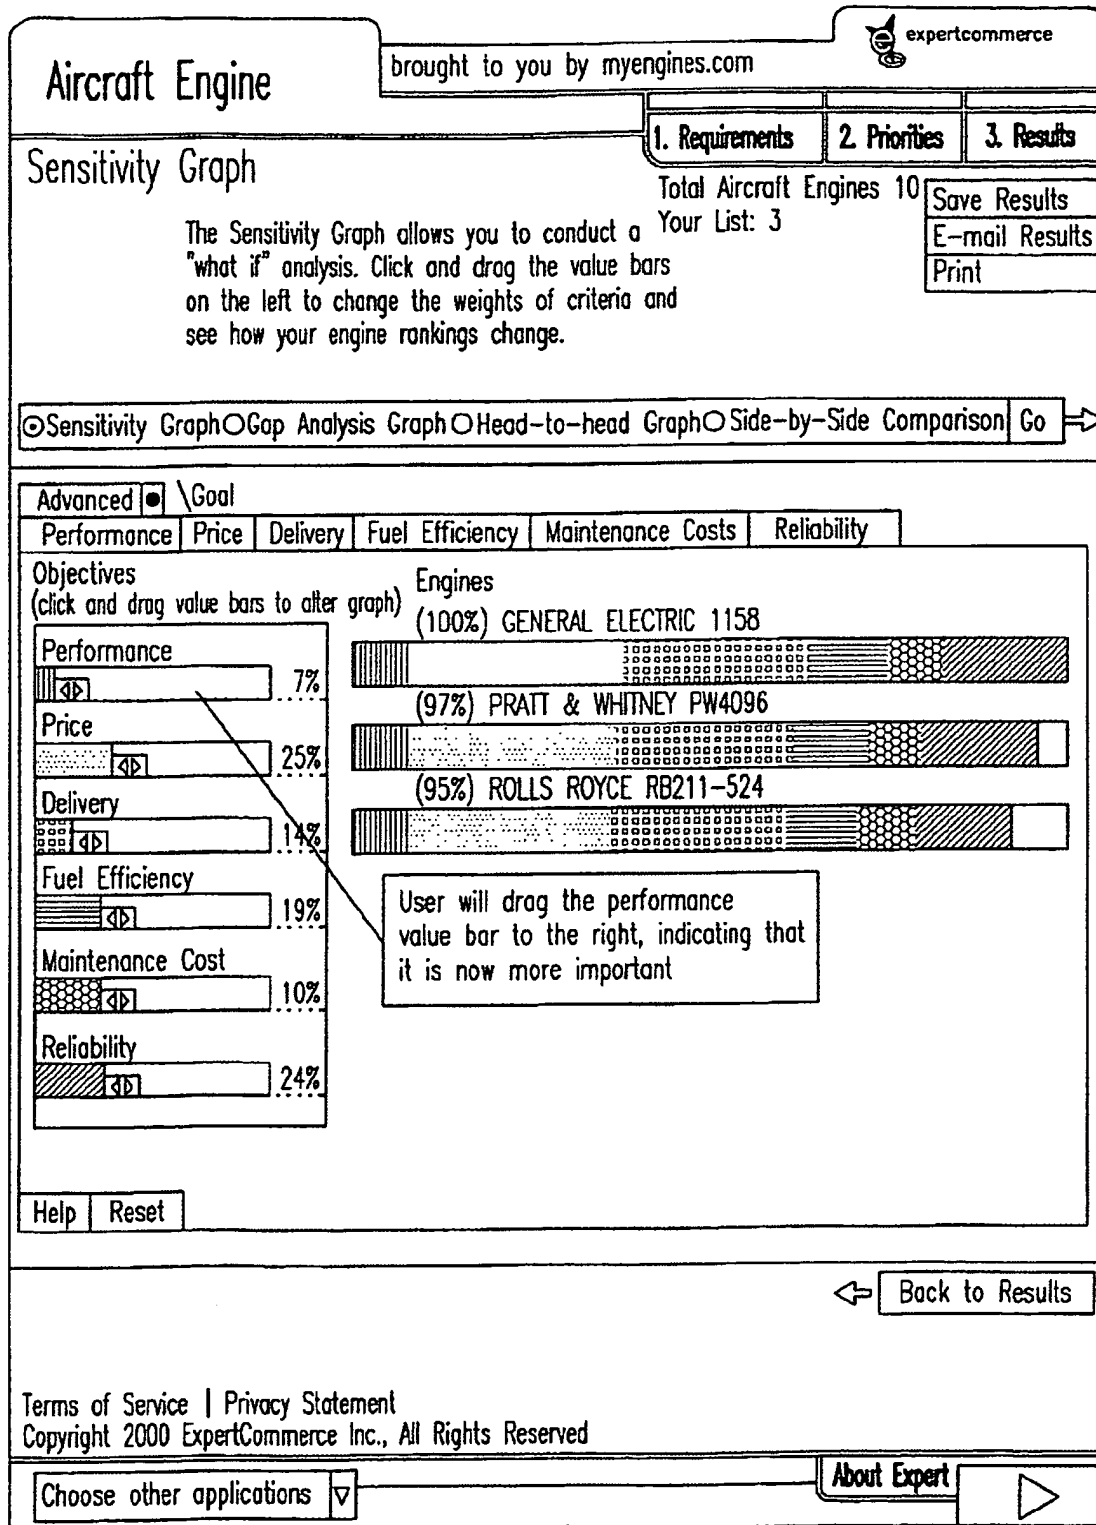 Aircraft Engine
brought to you by myengines.com
expertcommerce
1. Requirements
2. Priorities
3. Results
Sensitivity Graph
Total Aircraft Engines 10
Your List: 3
Save Results
E-mail Results
Print
The Sensitivity Graph allows you to conduct a
"what if" analysis. Click and drag the value bars
on the left to change the weights of criteria and
see how your engine rankings change.
Sensitivity Graph Gap Analysis Graph Head-to-head Graph Side-by-Side Comparison Go
Advanced \Goal
Performance Price Delivery Fuel Efficiency Maintenance Costs Reliability
Objectives
(click and drag value bars to alter graph)
Performance
7%
Price
25%
Delivery
14%
Fuel Efficiency
19%
Maintenance Cost
10%
Reliability
24%
Engines
(100%) GENERAL ELECTRIC 1158
(97%) PRATT & WHITNEY PW4096
(95%) ROLLS ROYCE RB211-524
User will drag the performance
value bar to the right, indicating that
it is now more important
Help Reset
Back to Results
Terms of Service | Privacy Statement
Copyright 2000 ExpertCommerce Inc., All Rights Reserved
Choose other applications
About Expert